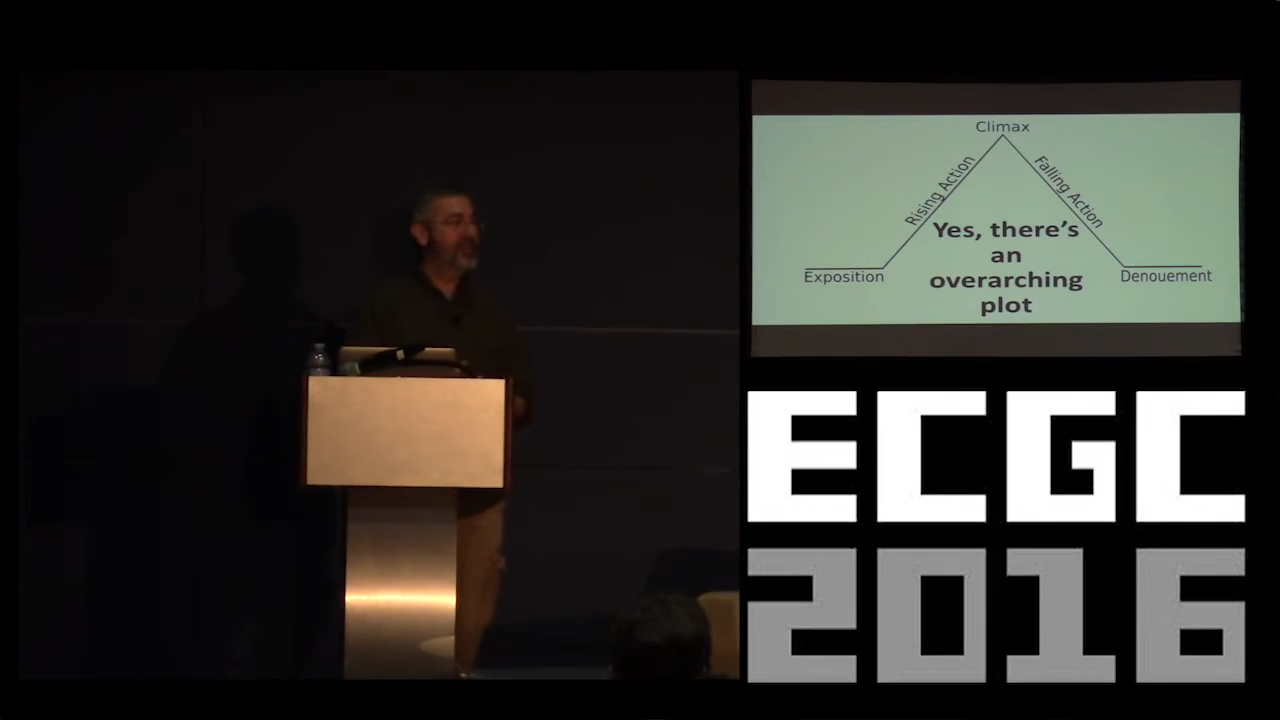 Climax
Rising Action
Falling Action
Yes, there's
an
overarching
plot
Exposition
Denouement
ECGC
2016